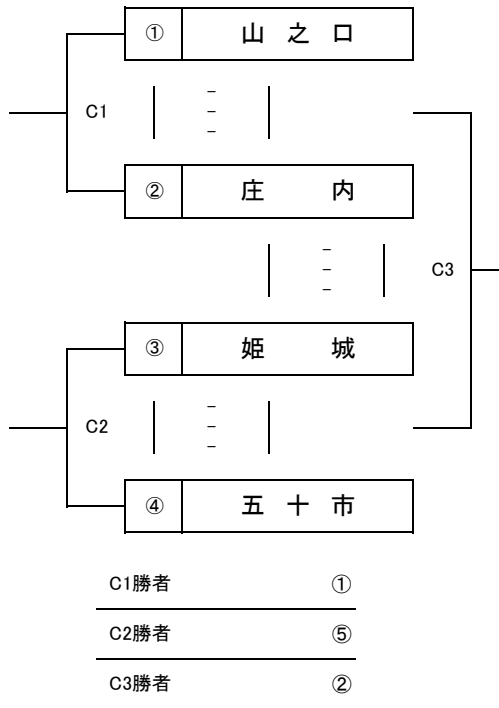 ① 山之口
–
C1 –
–
② 庄内
–
– C3
–
③ 姫城
–
C2 –
–
④ 五十市
C1勝者 ①
C2勝者 ⑤
C3勝者 ②